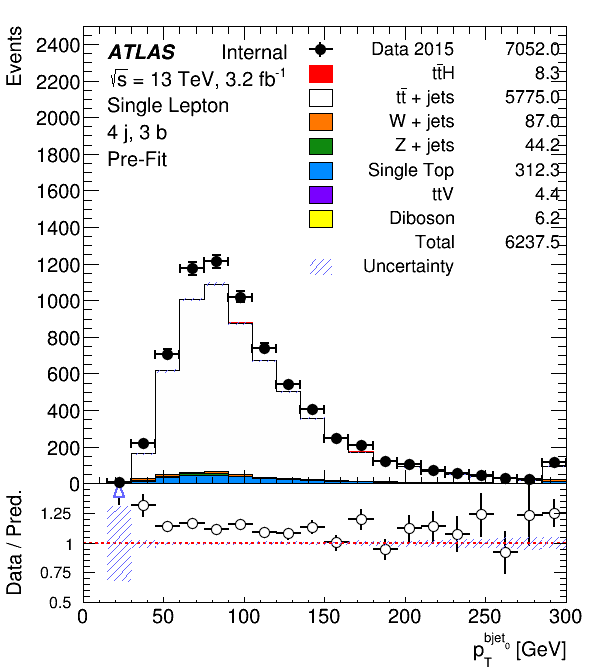 Events
ATLAS Internal
√s = 13 TeV, 3.2 fb⁻¹
Single Lepton
4 j, 3 b
Pre-Fit
Data 2015 7052.0
tt̄H 8.3
tt̄ + jets 5775.0
W + jets 87.0
Z + jets 44.2
Single Top 312.3
ttV 4.4
Diboson 6.2
Total 6237.5
Uncertainty
2400
2200
2000
1800
1600
1400
1200
1000
800
600
400
200
0
Data / Pred.
1.25
1
0.75
0.5
0 50 100 150 200 250 300
p_T^bjet₀ [GeV]